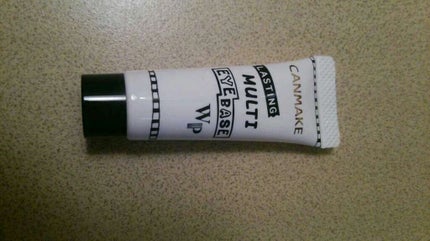 CANMAKE
LASTING
MULTI
EYE BASE
Wp